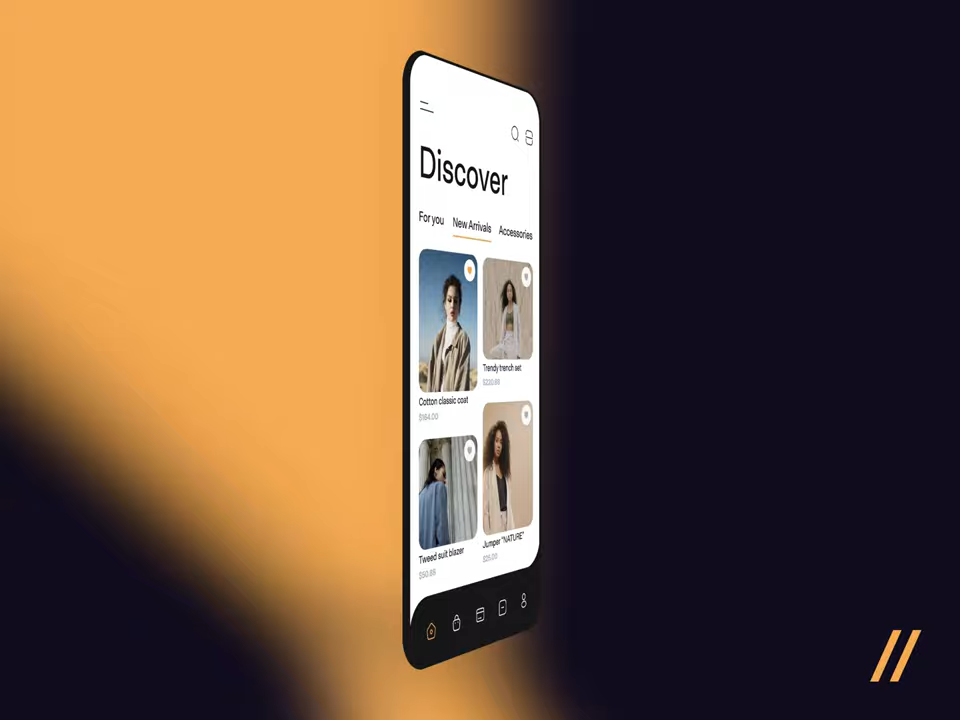 Discover
For you New Arrivals Accessories
Trendy trench set
Cotton classic coat
$164.00
Jumper "NATURE"
Tweed suit blazer